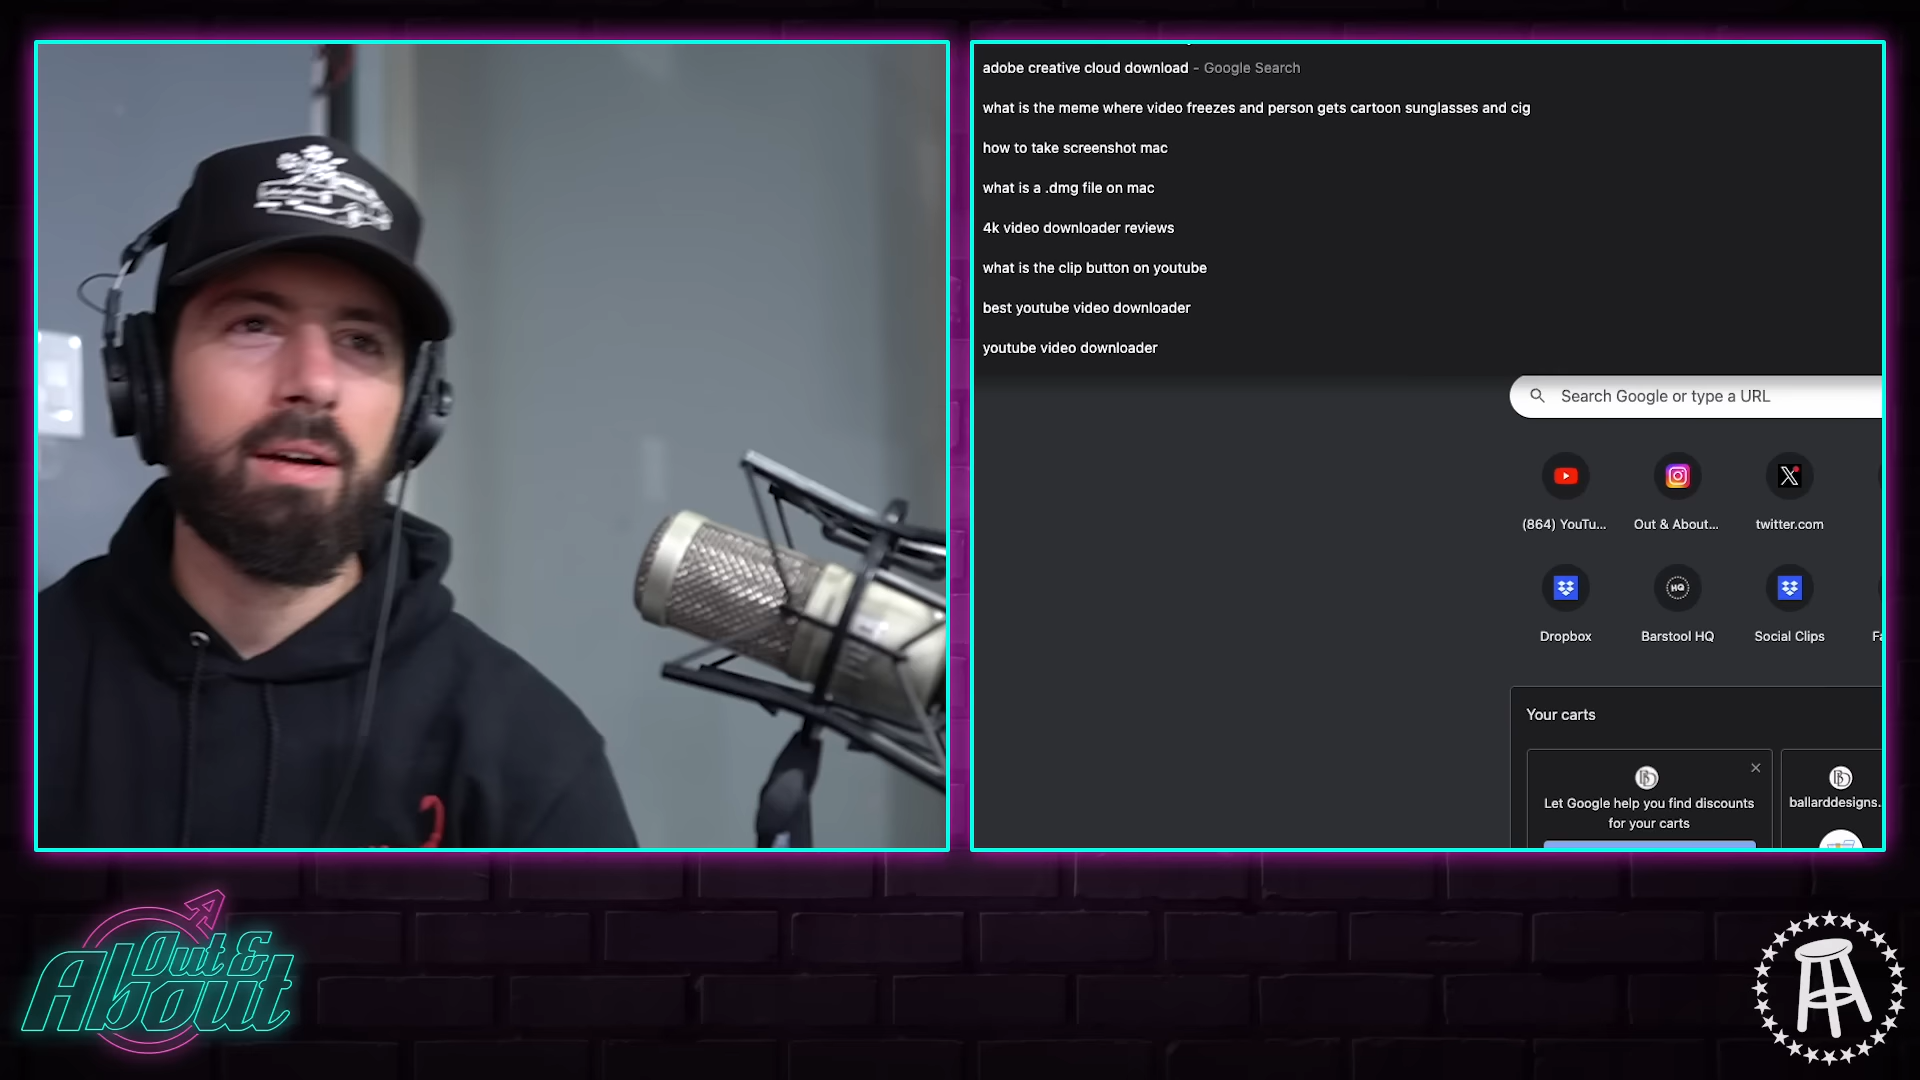 adobe creative cloud download - Google Search
what is the meme where video freezes and person gets cartoon sunglasses and cig
how to take screenshot mac
what is a .dmg file on mac
4k video downloader reviews
what is the clip button on youtube
best youtube video downloader
youtube video downloader
Search Google or type a URL
(864) YouTu...
Out & About...
twitter.com
Dropbox
HQ
Barstool HQ
Social Clips
Fa
Your carts
Let Google help you find discounts
for your carts
ballarddesigns.
Out &
About